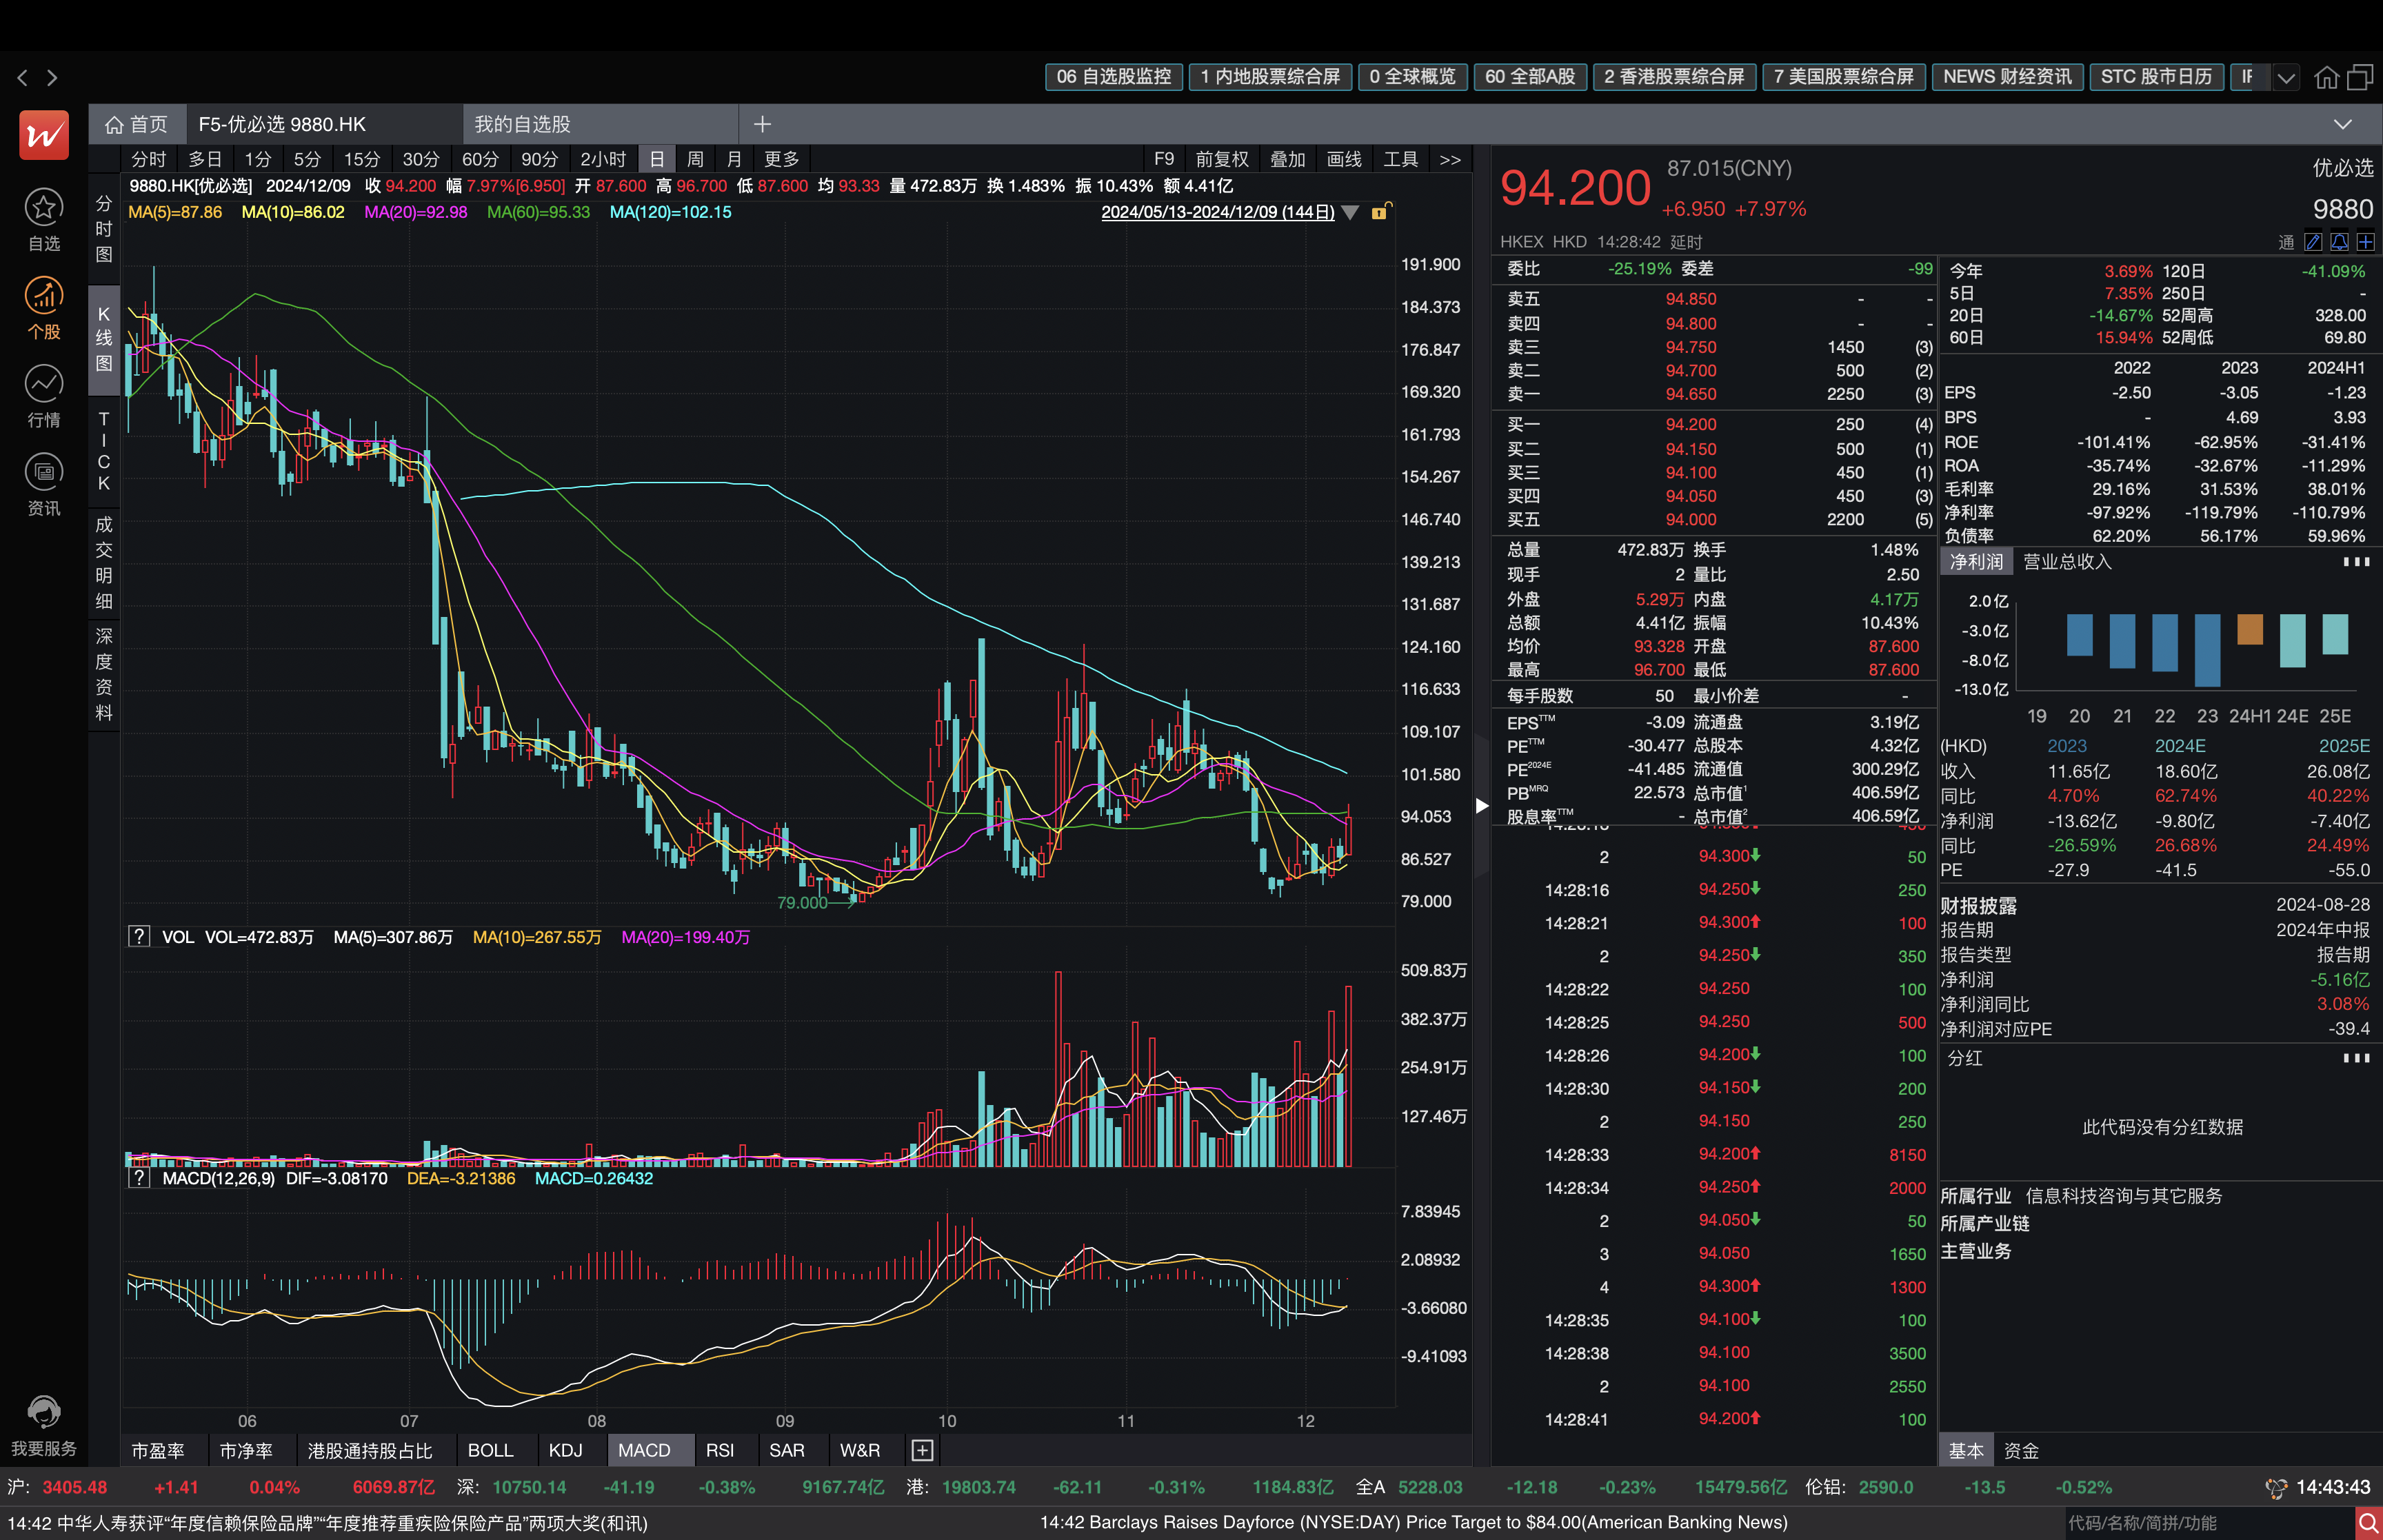 06 自选股监控 1 内地股票综合屏 0 全球概览 60 全部A股 2 香港股票综合屏 7 美国股票综合屏 NEWS 财经资讯 STC 股市日历
首页 F5-优必选 9880.HK 我的自选股
自选
个股
行情
资讯
我要服务
分时图
K线图
TICK
成交明细
深度资料
分时 多日 1分 5分 15分 30分 60分 90分 2小时 日 周 月 更多 F9 前复权 叠加 画线 工具 >>
9880.HK[优必选] 2024/12/09 收 94.200 幅 7.97%[6.950] 开 87.600 高 96.700 低 87.600 均 93.33 量 472.83万 换 1.483% 振 10.43% 额 4.41亿
MA(5)=87.86 MA(10)=86.02 MA(20)=92.98 MA(60)=95.33 MA(120)=102.15 2024/05/13-2024/12/09 (144日)
191.900
184.373
176.847
169.320
161.793
154.267
146.740
139.213
131.687
124.160
116.633
109.107
101.580
94.053
86.527
79.000
79.000
? VOL VOL=472.83万 MA(5)=307.86万 MA(10)=267.55万 MA(20)=199.40万
509.83万
382.37万
254.91万
127.46万
? MACD(12,26,9) DIF=-3.08170 DEA=-3.21386 MACD=0.26432
7.83945
2.08932
-3.66080
-9.41093
06 07 08 09 10 11 12
市盈率 市净率 港股通持股占比 BOLL KDJ MACD RSI SAR W&R
94.200 87.015(CNY) 优必选
+6.950 +7.97% 9880
HKEX HKD 14:28:42 延时 通
委比 -25.19% 委差 -99
卖五 94.850 - -
卖四 94.800 - -
卖三 94.750 1450 (3)
卖二 94.700 500 (2)
卖一 94.650 2250 (3)
买一 94.200 250 (4)
买二 94.150 500 (1)
买三 94.100 450 (1)
买四 94.050 450 (3)
买五 94.000 2200 (5)
总量 472.83万 换手 1.48%
现手 2 量比 2.50
外盘 5.29万 内盘 4.17万
总额 4.41亿 振幅 10.43%
均价 93.328 开盘 87.600
最高 96.700 最低 87.600
每手股数 50 最小价差 -
EPSTTM -3.09 流通盘 3.19亿
PETTM -30.477 总股本 4.32亿
PE2024E -41.485 流通值 300.29亿
PBMRQ 22.573 总市值1 406.59亿
股息率TTM - 总市值2 406.59亿
2 94.300 50
14:28:16 94.250 250
14:28:21 94.300 100
2 94.250 350
14:28:22 94.250 100
14:28:25 94.250 500
14:28:26 94.200 100
14:28:30 94.150 200
2 94.150 250
14:28:33 94.200 8150
14:28:34 94.250 2000
2 94.050 50
3 94.050 1650
4 94.300 1300
14:28:35 94.100 100
14:28:38 94.100 3500
2 94.100 2550
14:28:41 94.200 100
今年 3.69% 120日 -41.09%
5日 7.35% 250日 -
20日 -14.67% 52周高 328.00
60日 15.94% 52周低 69.80
2022 2023 2024H1
EPS -2.50 -3.05 -1.23
BPS - 4.69 3.93
ROE -101.41% -62.95% -31.41%
ROA -35.74% -32.67% -11.29%
毛利率 29.16% 31.53% 38.01%
净利率 -97.92% -119.79% -110.79%
负债率 62.20% 56.17% 59.96%
净利润 营业总收入
2.0亿
-3.0亿
-8.0亿
-13.0亿
19 20 21 22 23 24H1 24E 25E
(HKD) 2023 2024E 2025E
收入 11.65亿 18.60亿 26.08亿
同比 4.70% 62.74% 40.22%
净利润 -13.62亿 -9.80亿 -7.40亿
同比 -26.59% 26.68% 24.49%
PE -27.9 -41.5 -55.0
财报披露 2024-08-28
报告期 2024年中报
报告类型 报告期
净利润 -5.16亿
净利润同比 3.08%
净利润对应PE -39.4
分红
此代码没有分红数据
所属行业 信息科技咨询与其它服务
所属产业链
主营业务
基本 资金
沪: 3405.48 +1.41 0.04% 6069.87亿 深: 10750.14 -41.19 -0.38% 9167.74亿 港: 19803.74 -62.11 -0.31% 1184.83亿 全A 5228.03 -12.18 -0.23% 15479.56亿 伦铝: 2590.0 -13.5 -0.52% 14:43:43
14:42 中华人寿获评“年度信赖保险品牌”“年度推荐重疾险保险产品”两项大奖(和讯) 14:42 Barclays Raises Dayforce (NYSE:DAY) Price Target to $84.00(American Banking News) 代码/名称/简拼/功能